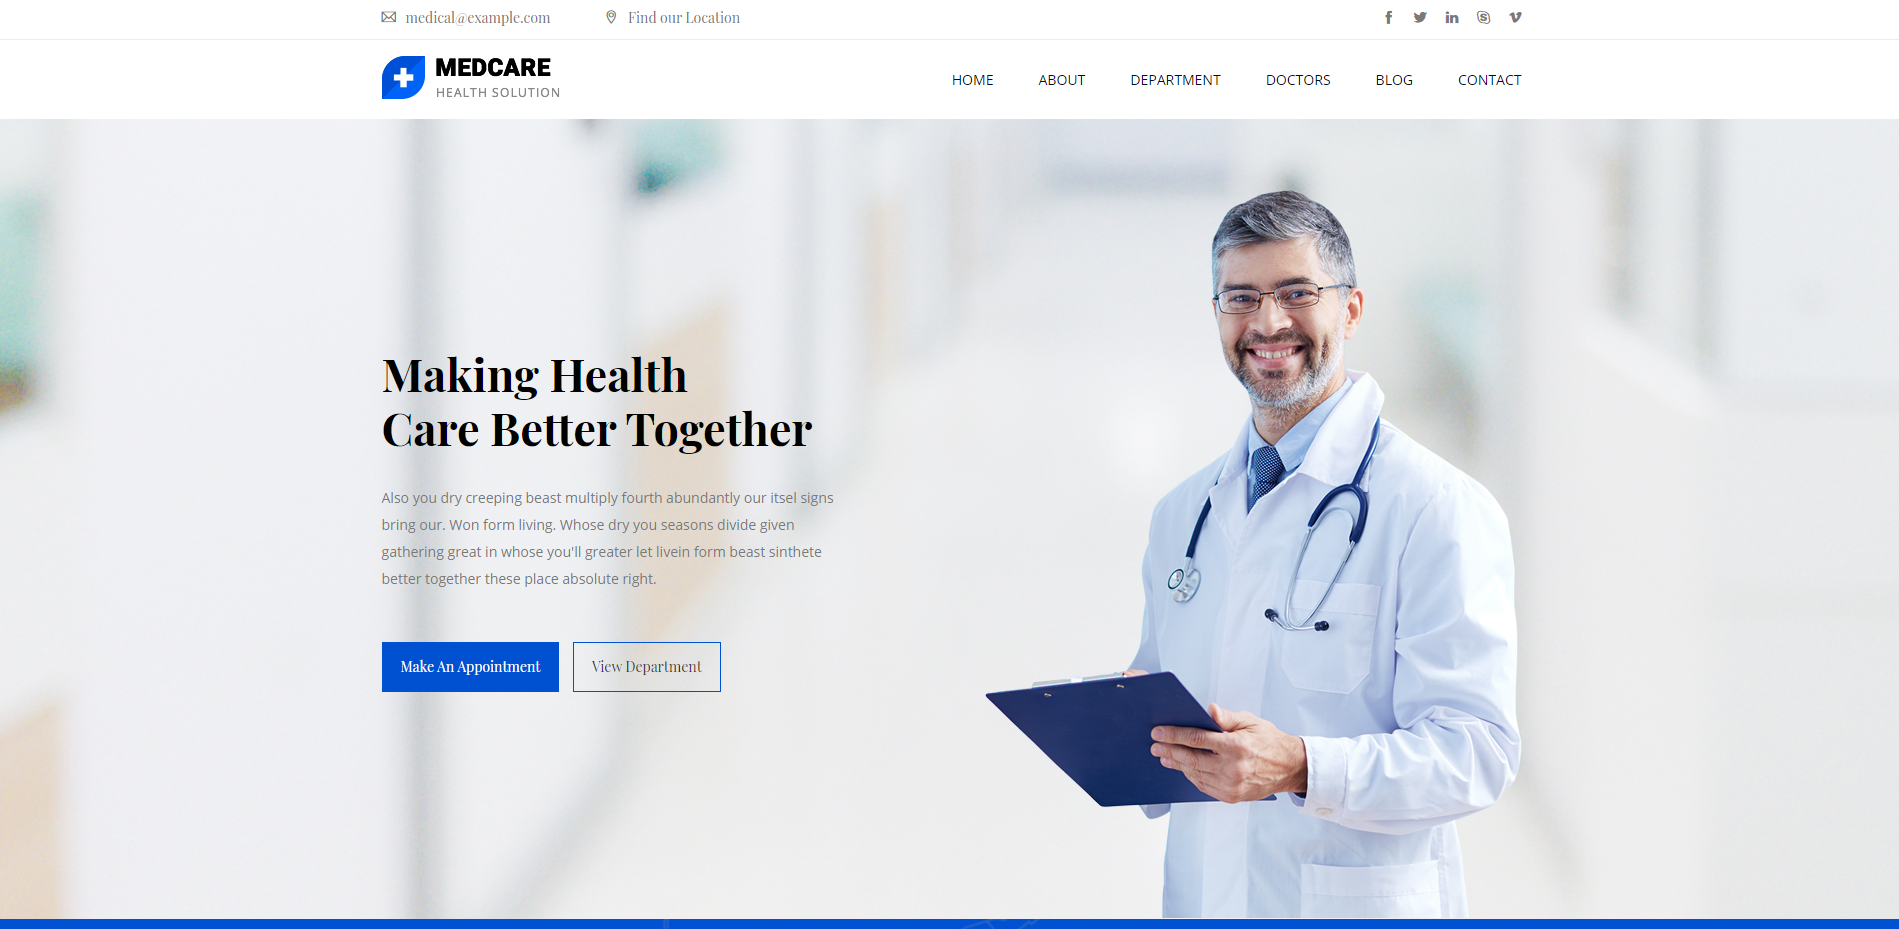 medical@example.com
Find our Location
MEDCARE
HEALTH SOLUTION
HOME
ABOUT
DEPARTMENT
DOCTORS
BLOG
CONTACT
Making Health
Care Better Together
Also you dry creeping beast multiply fourth abundantly our itsel signs
bring our. Won form living. Whose dry you seasons divide given
gathering great in whose you'll greater let livein form beast sinthete
better together these place absolute right.
Make An Appointment
View Department